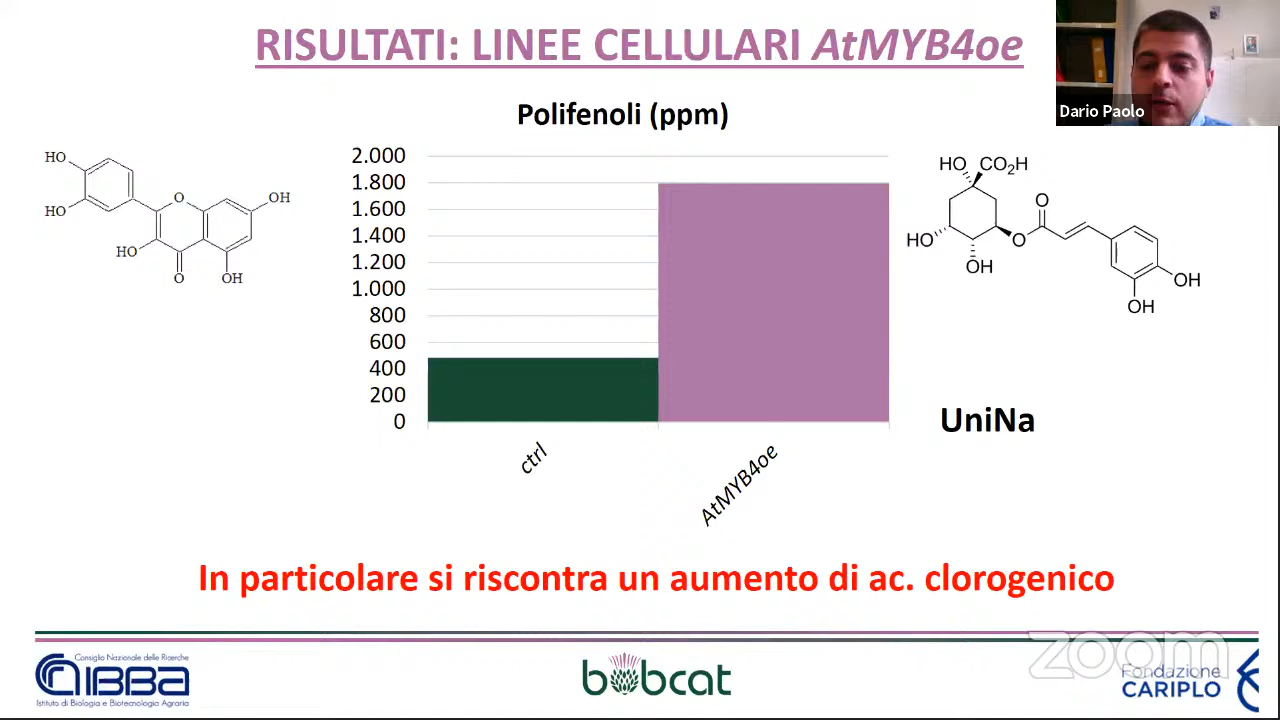 RISULTATI: LINEE CELLULARI AtMYB4oe
Dario Paolo
Polifenoli (ppm)
2.000
1.800
1.600
1.400
1.200
1.000
800
600
400
200
0
ctrl
AtMYB4oe
HO
HO
O
OH
HO
O
OH
HO
CO₂H
O
HO
O
OH
OH
OH
UniNa
In particolare si riscontra un aumento di ac. clorogenico
Consiglio Nazionale delle Ricerche
IBBA
Istituto di Biologia e Biotecnologia Agraria
bobcat
zoom
Fondazione
CARIPLO